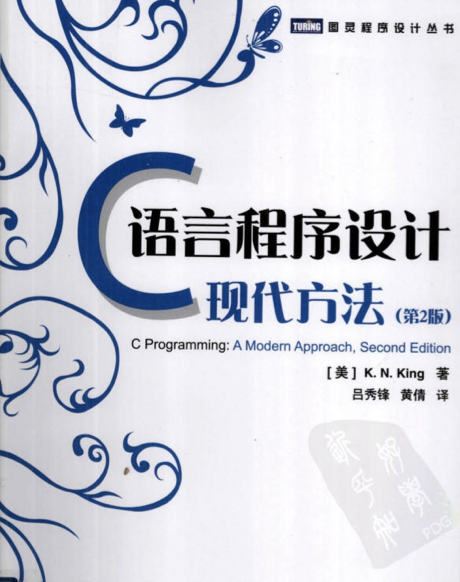 TURING 图灵程序设计丛书
C语言程序设计
现代方法(第2版)
C Programming: A Modern Approach, Second Edition
[美] K. N. King 著
吕秀锋 黄倩 译
PDG